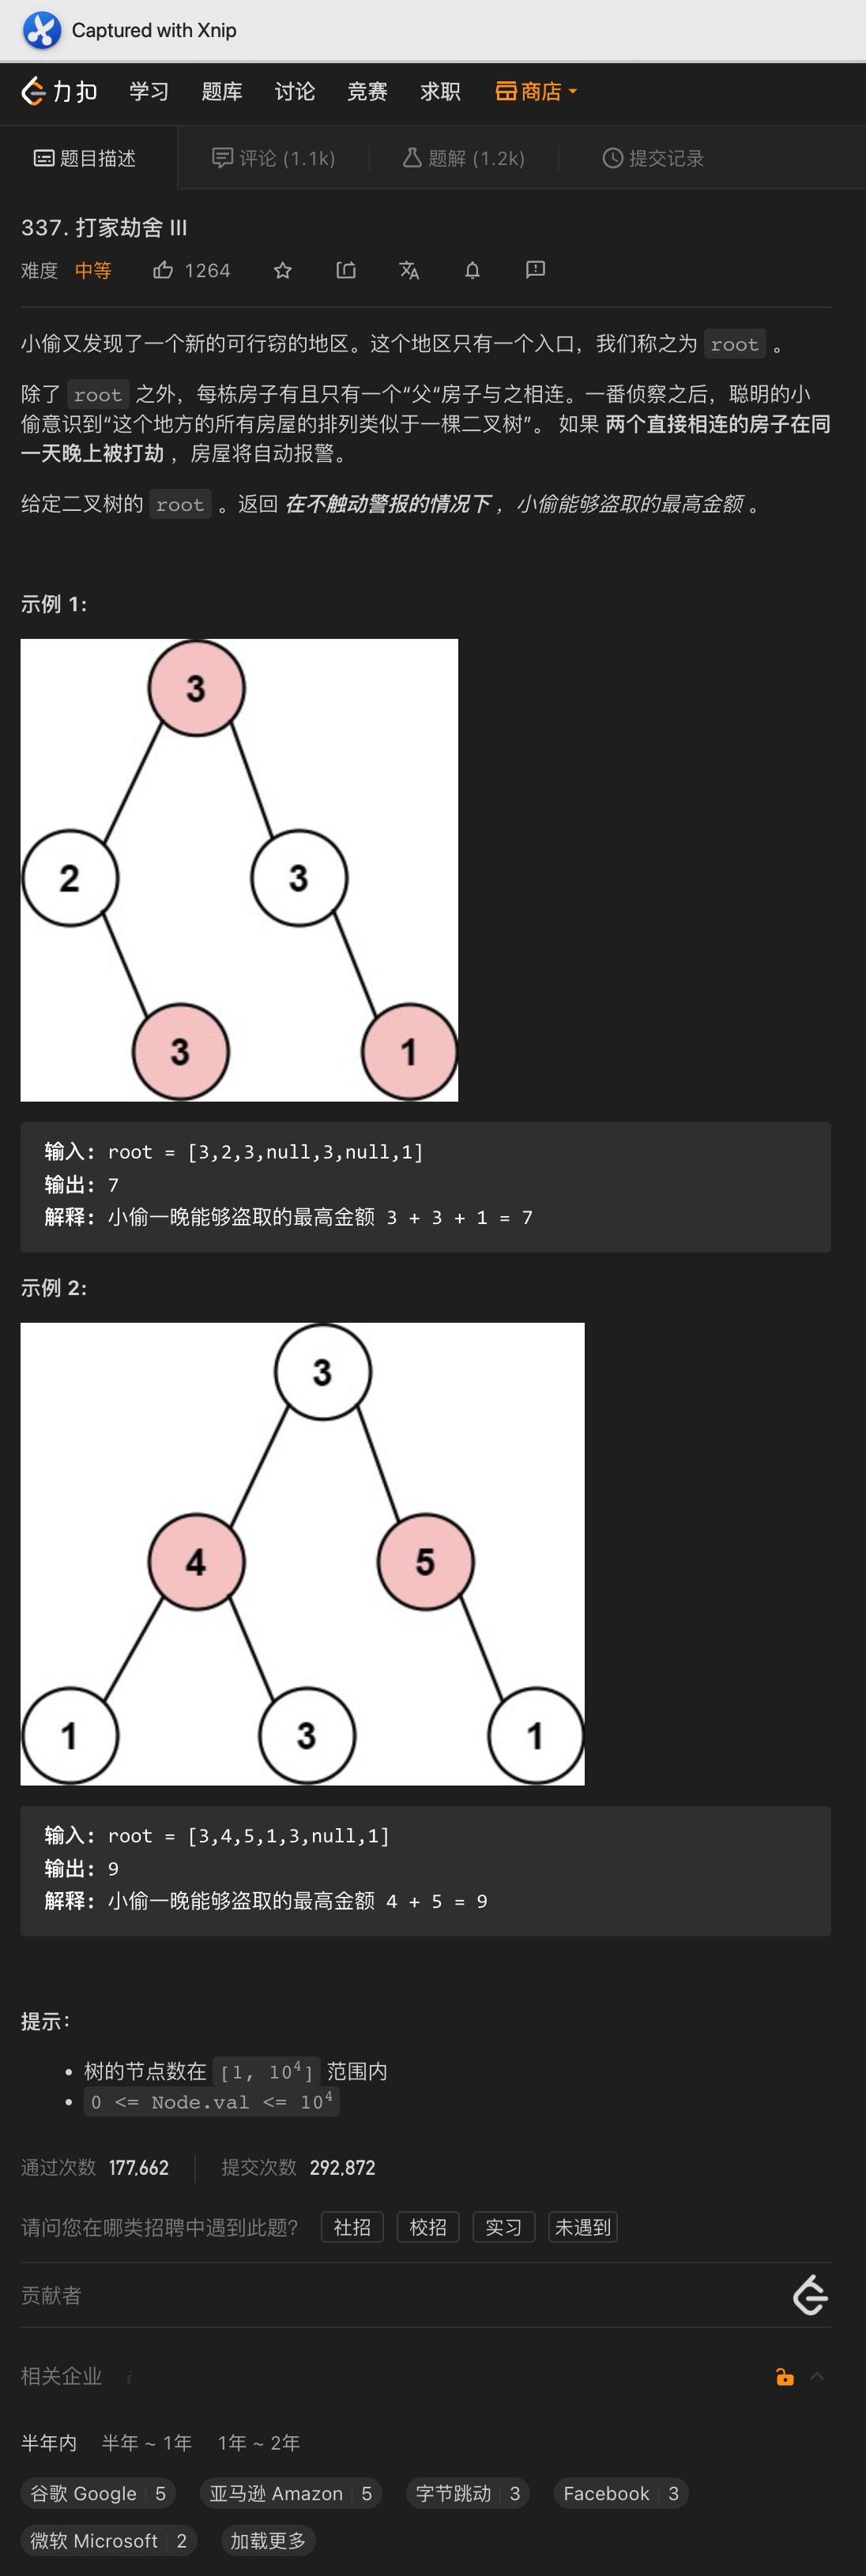 Captured with Xnip
力扣 学习 题库 讨论 竞赛 求职 商店
题目描述 评论 (1.1k) 题解 (1.2k) 提交记录
337. 打家劫舍 III
难度 中等 1264
小偷又发现了一个新的可行窃的地区。这个地区只有一个入口，我们称之为 root 。
除了 root 之外，每栋房子有且只有一个“父“房子与之相连。一番侦察之后，聪明的小
偷意识到“这个地方的所有房屋的排列类似于一棵二叉树”。 如果 两个直接相连的房子在同
一天晚上被打劫 ，房屋将自动报警。
给定二叉树的 root 。返回 在不触动警报的情况下 ，小偷能够盗取的最高金额 。
示例 1:
3
2 3
3 1
输入: root = [3,2,3,null,3,null,1]
输出: 7
解释: 小偷一晚能够盗取的最高金额 3 + 3 + 1 = 7
示例 2:
3
4 5
1 3 1
输入: root = [3,4,5,1,3,null,1]
输出: 9
解释: 小偷一晚能够盗取的最高金额 4 + 5 = 9
提示：
• 树的节点数在 [1, 10⁴] 范围内
• 0 <= Node.val <= 10⁴
通过次数 177,662 提交次数 292,872
请问您在哪类招聘中遇到此题? 社招 校招 实习 未遇到
贡献者
相关企业 i
半年内 半年 ~ 1年 1年 ~ 2年
谷歌 Google 5 亚马逊 Amazon 5 字节跳动 3 Facebook 3
微软 Microsoft 2 加载更多